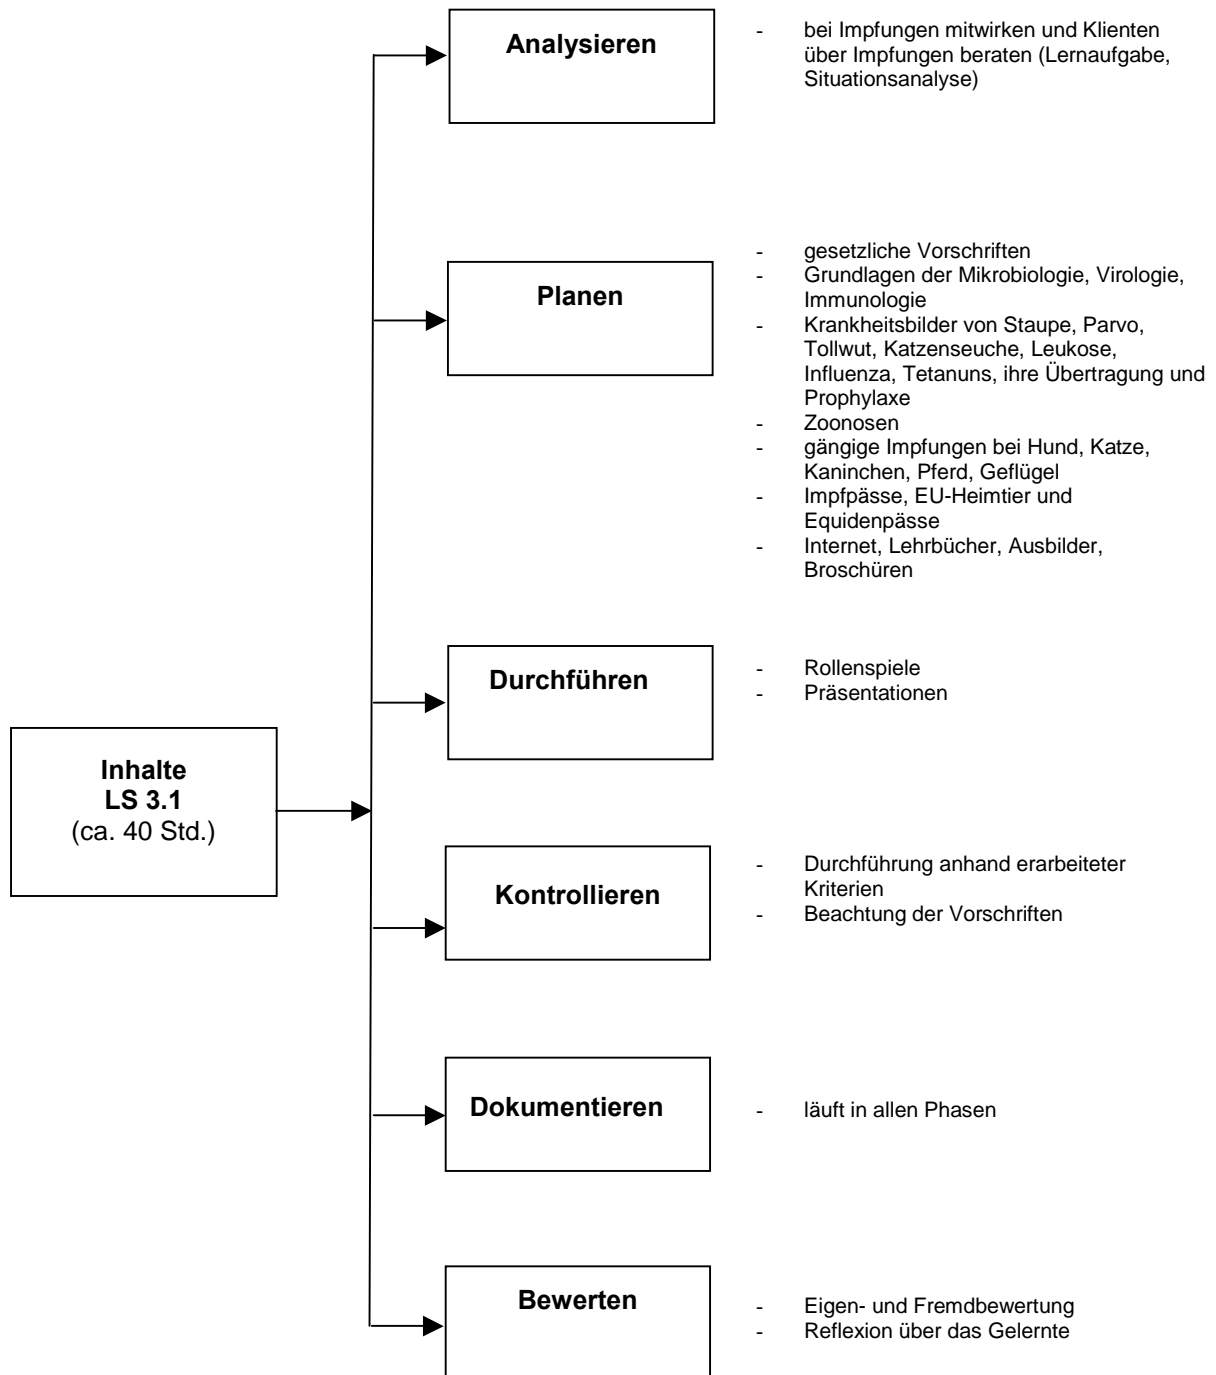 Analysieren
- bei Impfungen mitwirken und Klienten
über Impfungen beraten (Lernaufgabe,
Situationsanalyse)
Planen
- gesetzliche Vorschriften
- Grundlagen der Mikrobiologie, Virologie,
Immunologie
- Krankheitsbilder von Staupe, Parvo,
Tollwut, Katzenseuche, Leukose,
Influenza, Tetanuns, ihre Übertragung und
Prophylaxe
- Zoonosen
- gängige Impfungen bei Hund, Katze,
Kaninchen, Pferd, Geflügel
- Impfpässe, EU-Heimtier und
Equidenpässe
- Internet, Lehrbücher, Ausbilder,
Broschüren
Durchführen
- Rollenspiele
- Präsentationen
Inhalte
LS 3.1
(ca. 40 Std.)
Kontrollieren
- Durchführung anhand erarbeiteter
Kriterien
- Beachtung der Vorschriften
Dokumentieren
- läuft in allen Phasen
Bewerten
- Eigen- und Fremdbewertung
- Reflexion über das Gelernte